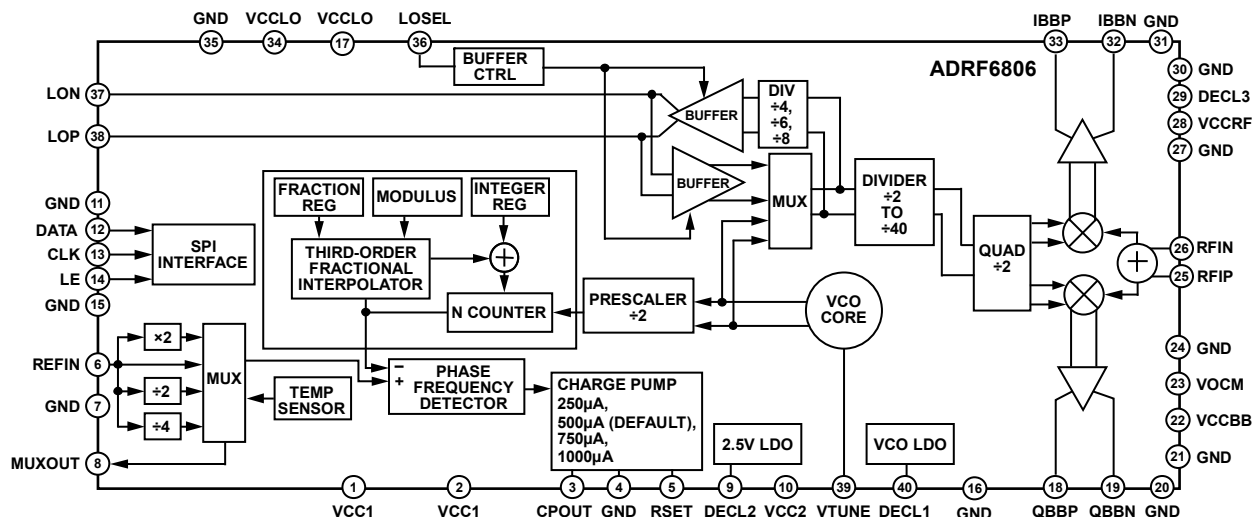 GND VCCLO VCCLO LOSEL IBBP IBBN GND
35 34 17 36 33 32 31
BUFFER
CTRL
ADRF6806
30 GND
29 DECL3
28 VCCRF
27 GND
LON 37
LOP 38
BUFFER
DIV
÷4,
÷6,
÷8
BUFFER
MUX
DIVIDER
÷2
TO
÷40
QUAD
÷2
26 RFIN
25 RFIP
FRACTION
REG
MODULUS
INTEGER
REG
THIRD-ORDER
FRACTIONAL
INTERPOLATOR
+
N COUNTER
PRESCALER
÷2
VCO
CORE
+
GND 11
DATA 12
CLK 13
LE 14
GND 15
SPI
INTERFACE
REFIN 6
GND 7
MUXOUT 8
×2
÷2
÷4
MUX
TEMP
SENSOR
−
+
PHASE
FREQUENCY
DETECTOR
CHARGE PUMP
250µA,
500µA (DEFAULT),
750µA,
1000µA
2.5V LDO
VCO LDO
24 GND
23 VOCM
22 VCCBB
21 GND
1 2 3 4 5 9 10 39 40 16 18 19 20
VCC1 VCC1 CPOUT GND RSET DECL2 VCC2 VTUNE DECL1 GND QBBP QBBN GND